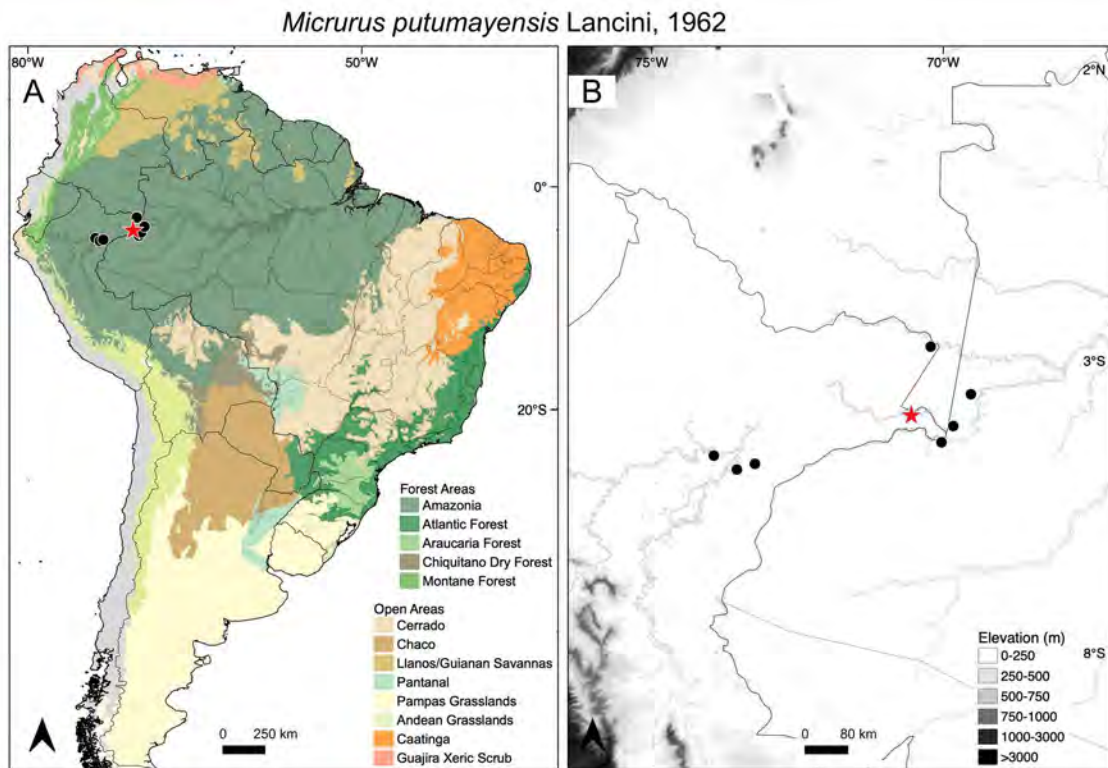 Micrurus putumayensis Lancini, 1962
80°W
50°W
A
0°
20°S
Forest Areas
Amazonia
Atlantic Forest
Araucaria Forest
Chiquitano Dry Forest
Montane Forest
Open Areas
Cerrado
Chaco
Llanos/Guianan Savannas
Pantanal
Pampas Grasslands
Andean Grasslands
Caatinga
Guajira Xeric Scrub
0 250 km
75°W
70°W
2°N
B
3°S
8°S
Elevation (m)
0-250
250-500
500-750
750-1000
1000-3000
>3000
0 80 km